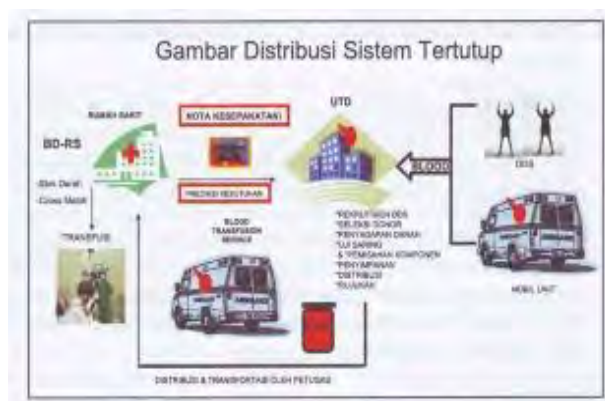 Gambar Distribusi Sistem Tertutup
RUMAH SAKIT
NOTA KESEPAKATAN
UTD
BD-RS
BLOOD
DDS
-Stok Darah
-Cross Match
PREDIKSI KEBUTUHAN
TRANSFUSI
BLOOD
TRANSFUSION
SERVICE
*REKRUTMEN DDS
*SELEKSI DONOR
*PENYADAPAN DARAH
*UJI SARING
& *PEMISAHAN KOMPONEN
*PENYIMPANAN
*DISTRIBUSI
*RUJUKAN
AMBULANCE
MOBIL UNIT
DISTRIBUSI & TRANSPORTASI OLEH PETUGAS